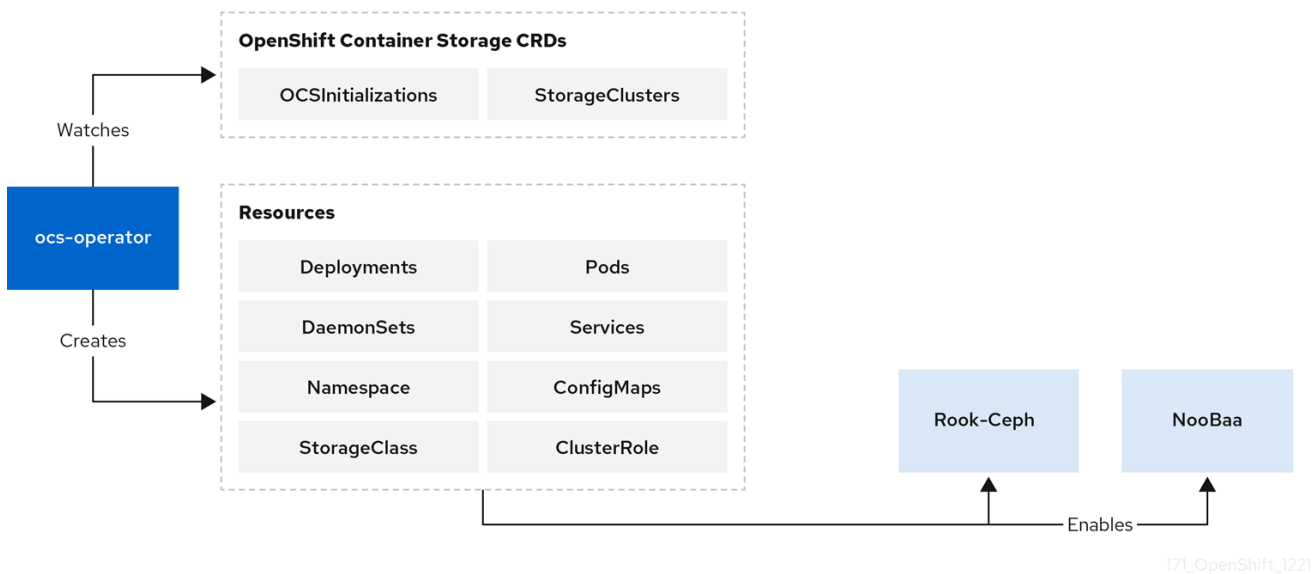 OpenShift Container Storage CRDs
OCSInitializations
StorageClusters
Watches
ocs-operator
Creates
Resources
Deployments
Pods
DaemonSets
Services
Namespace
ConfigMaps
StorageClass
ClusterRole
Rook-Ceph
NooBaa
Enables
171_OpenShift_1221